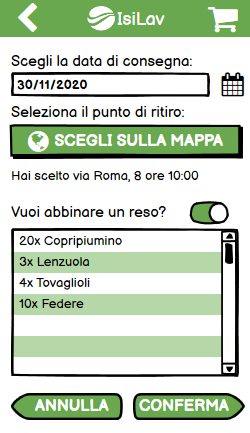 IsiLav
Scegli la data di consegna:
30/11/2020
Seleziona il punto di ritiro:
SCEGLI SULLA MAPPA
Hai scelto via Roma, 8 ore 10:00
Vuoi abbinare un reso?
20x Copripiumino
3x Lenzuola
4x Tovaglioli
10x Federe
ANNULLA
CONFERMA